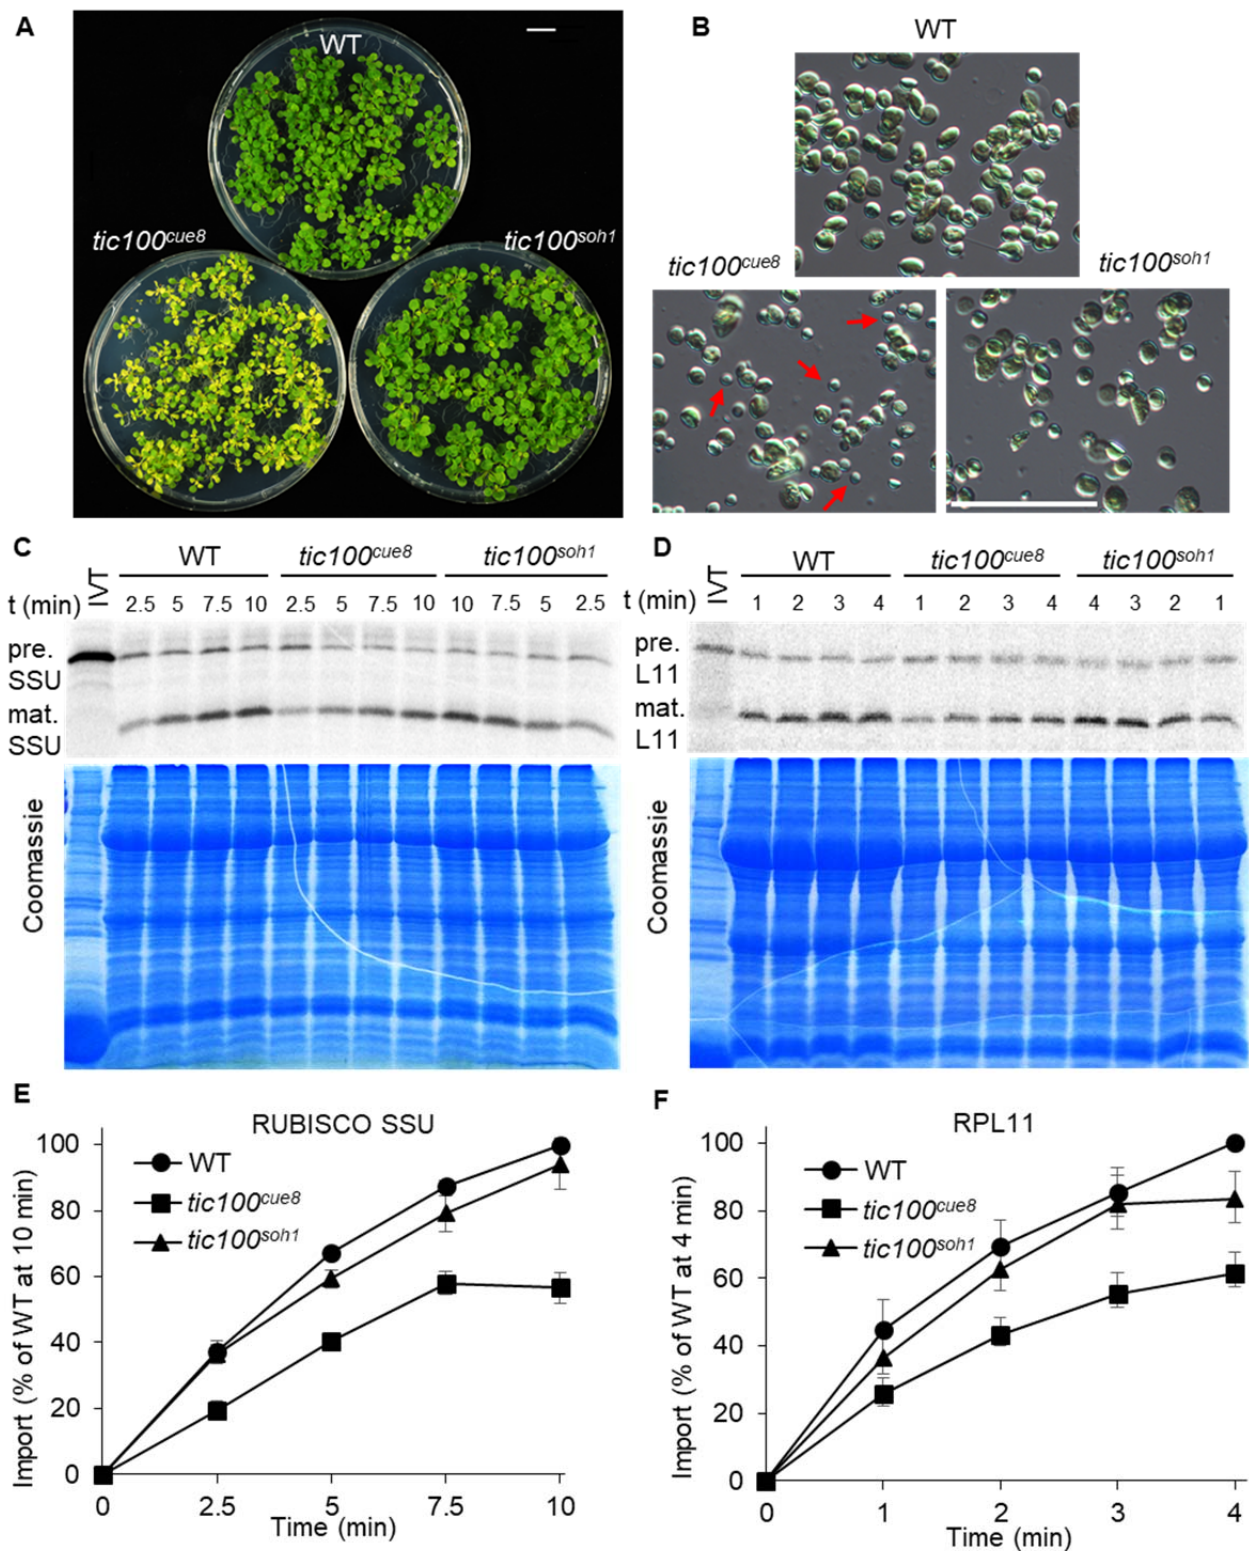 A
WT
tic100cue8
tic100soh1
B
WT
tic100cue8
tic100soh1
C
IVT
WT
tic100cue8
tic100soh1
t (min)
2.5 5 7.5 10 2.5 5 7.5 10 10 7.5 5 2.5
pre.
SSU
mat.
SSU
Coomassie
D
IVT
WT
tic100cue8
tic100soh1
t (min)
1 2 3 4 1 2 3 4 4 3 2 1
pre.
L11
mat.
L11
Coomassie
E
RUBISCO SSU
WT
tic100cue8
tic100soh1
Import (% of WT at 10 min)
100
80
60
40
20
0
0 2.5 5 7.5 10
Time (min)
F
RPL11
WT
tic100cue8
tic100soh1
Import (% of WT at 4 min)
100
80
60
40
20
0
0 1 2 3 4
Time (min)